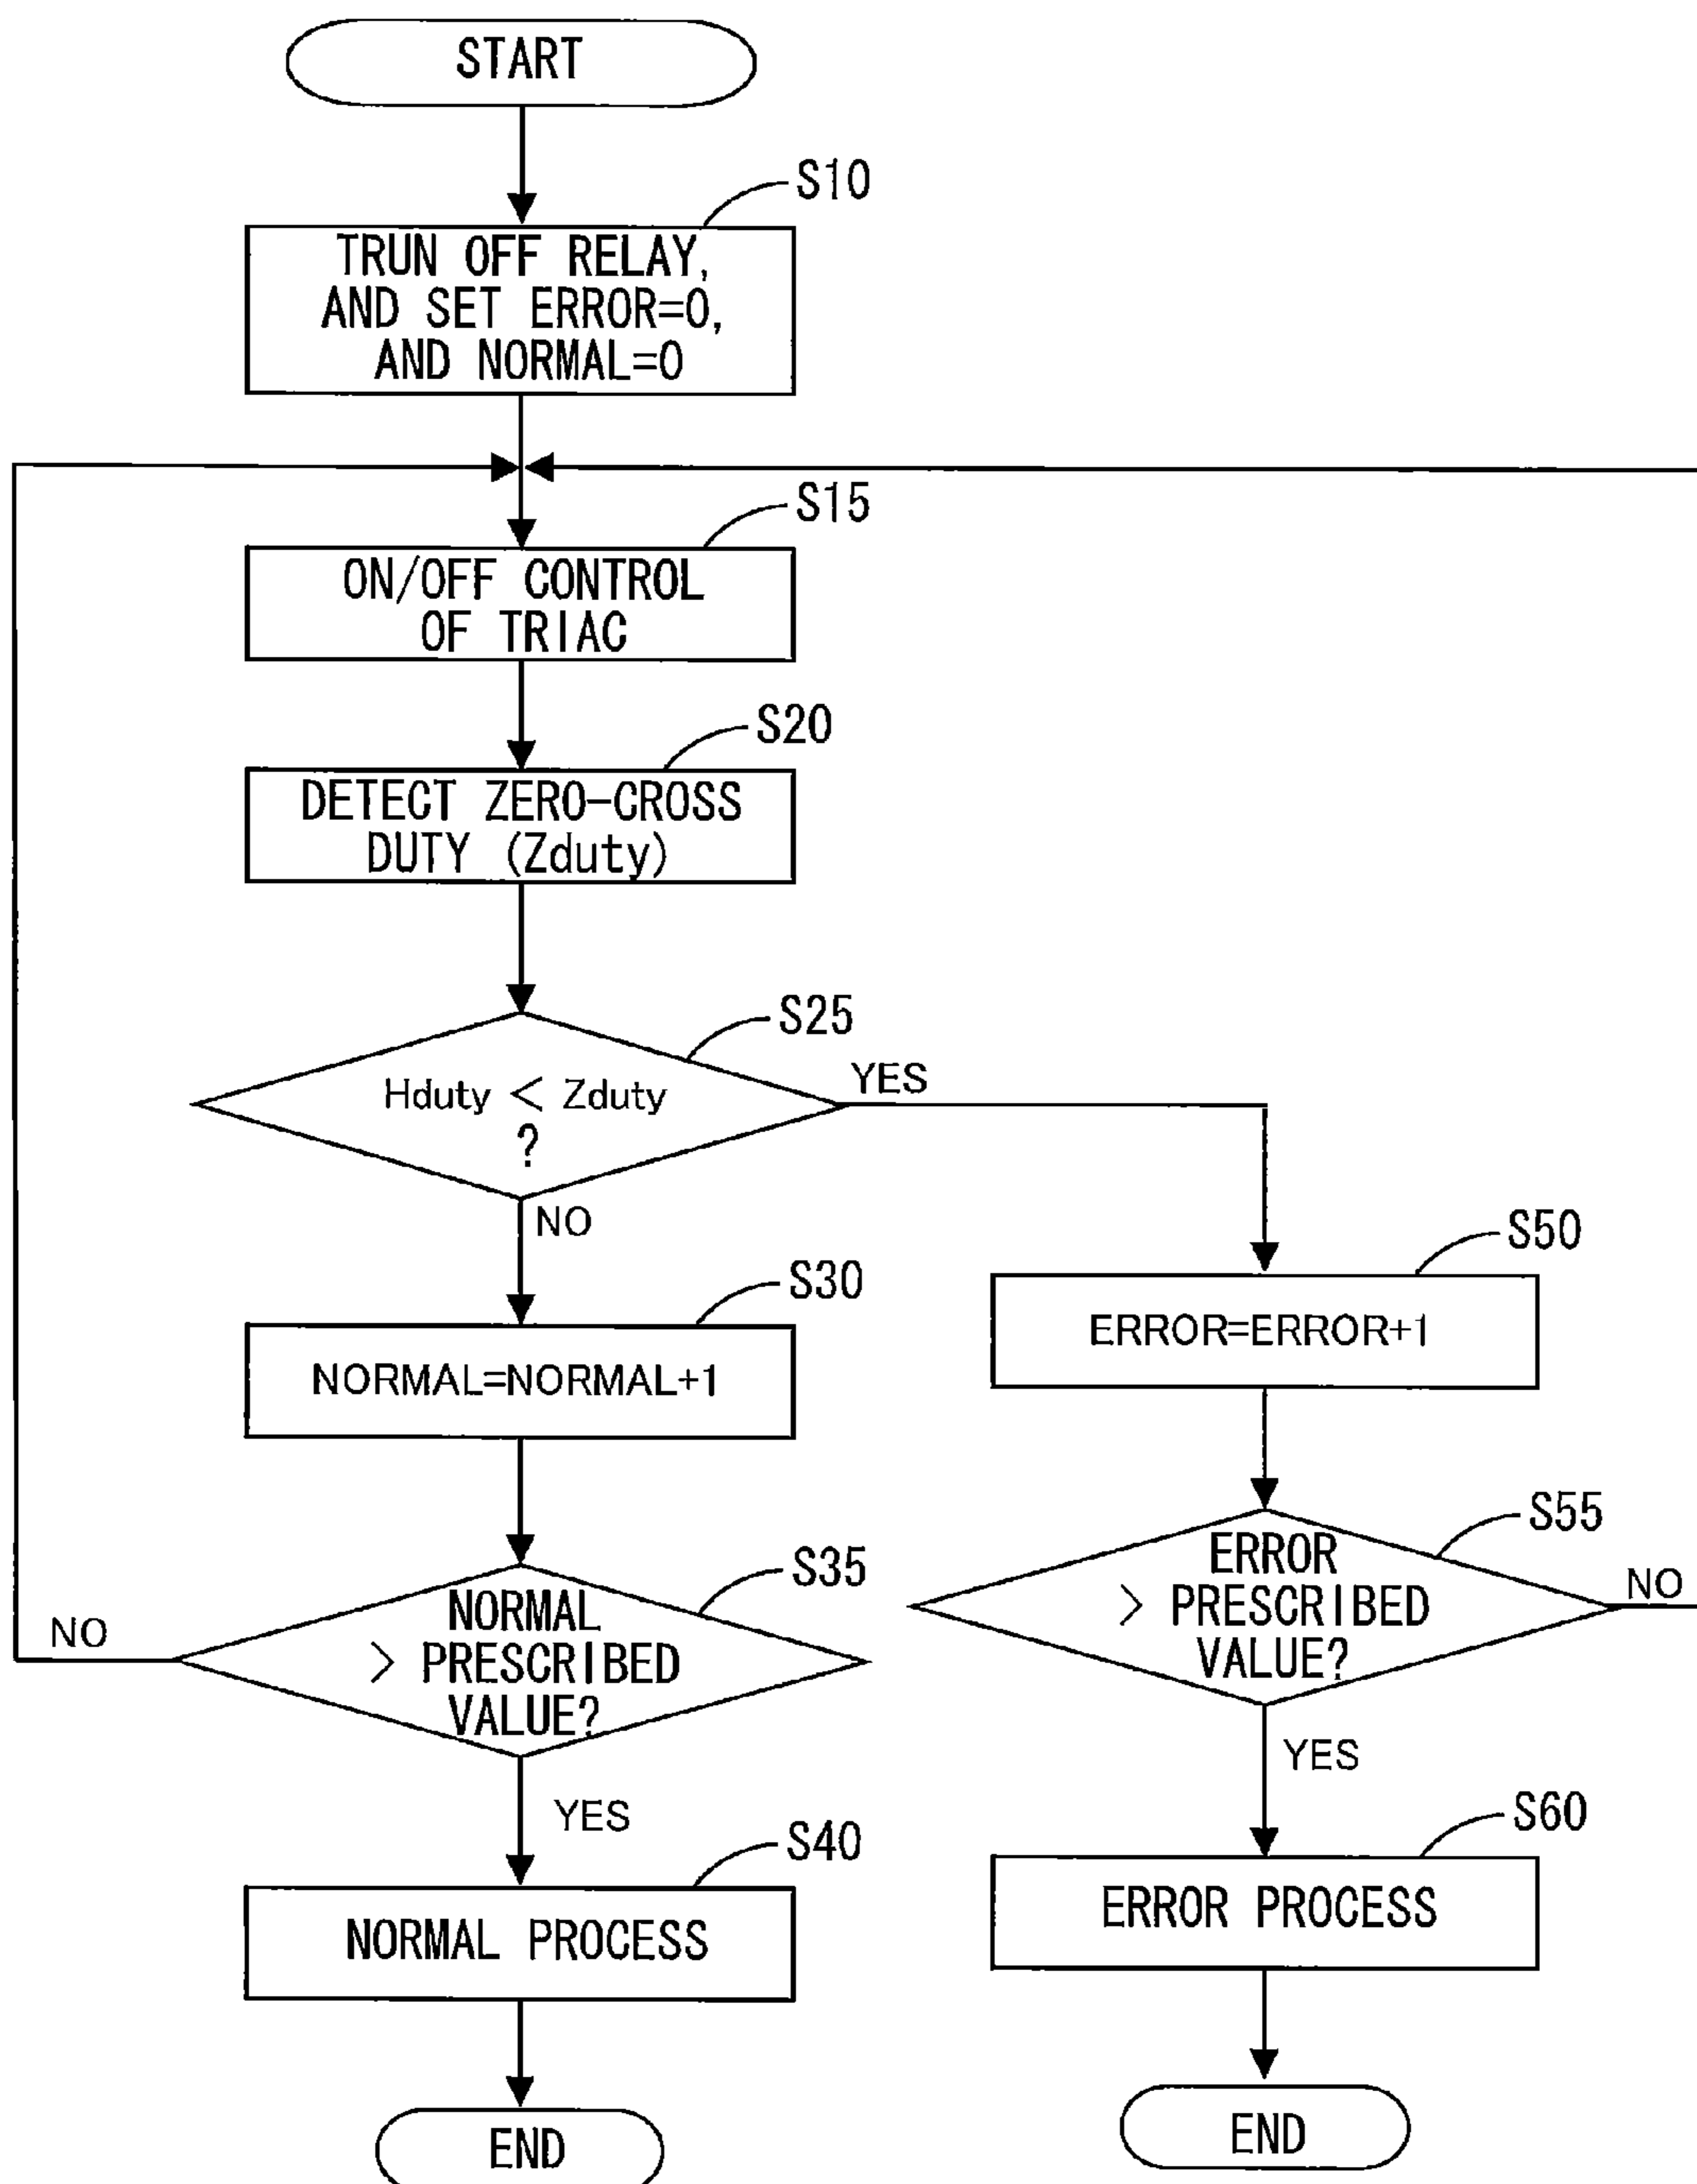 START
S10
TRUN OFF RELAY,
AND SET ERROR=0,
AND NORMAL=0
S15
ON/OFF CONTROL
OF TRIAC
S20
DETECT ZERO-CROSS
DUTY (Zduty)
S25
Hduty < Zduty
?
YES
NO
S30
NORMAL=NORMAL+1
S35
NORMAL
> PRESCRIBED
VALUE?
NO
YES
S40
NORMAL PROCESS
END
S50
ERROR=ERROR+1
S55
ERROR
> PRESCRIBED
VALUE?
NO
YES
S60
ERROR PROCESS
END